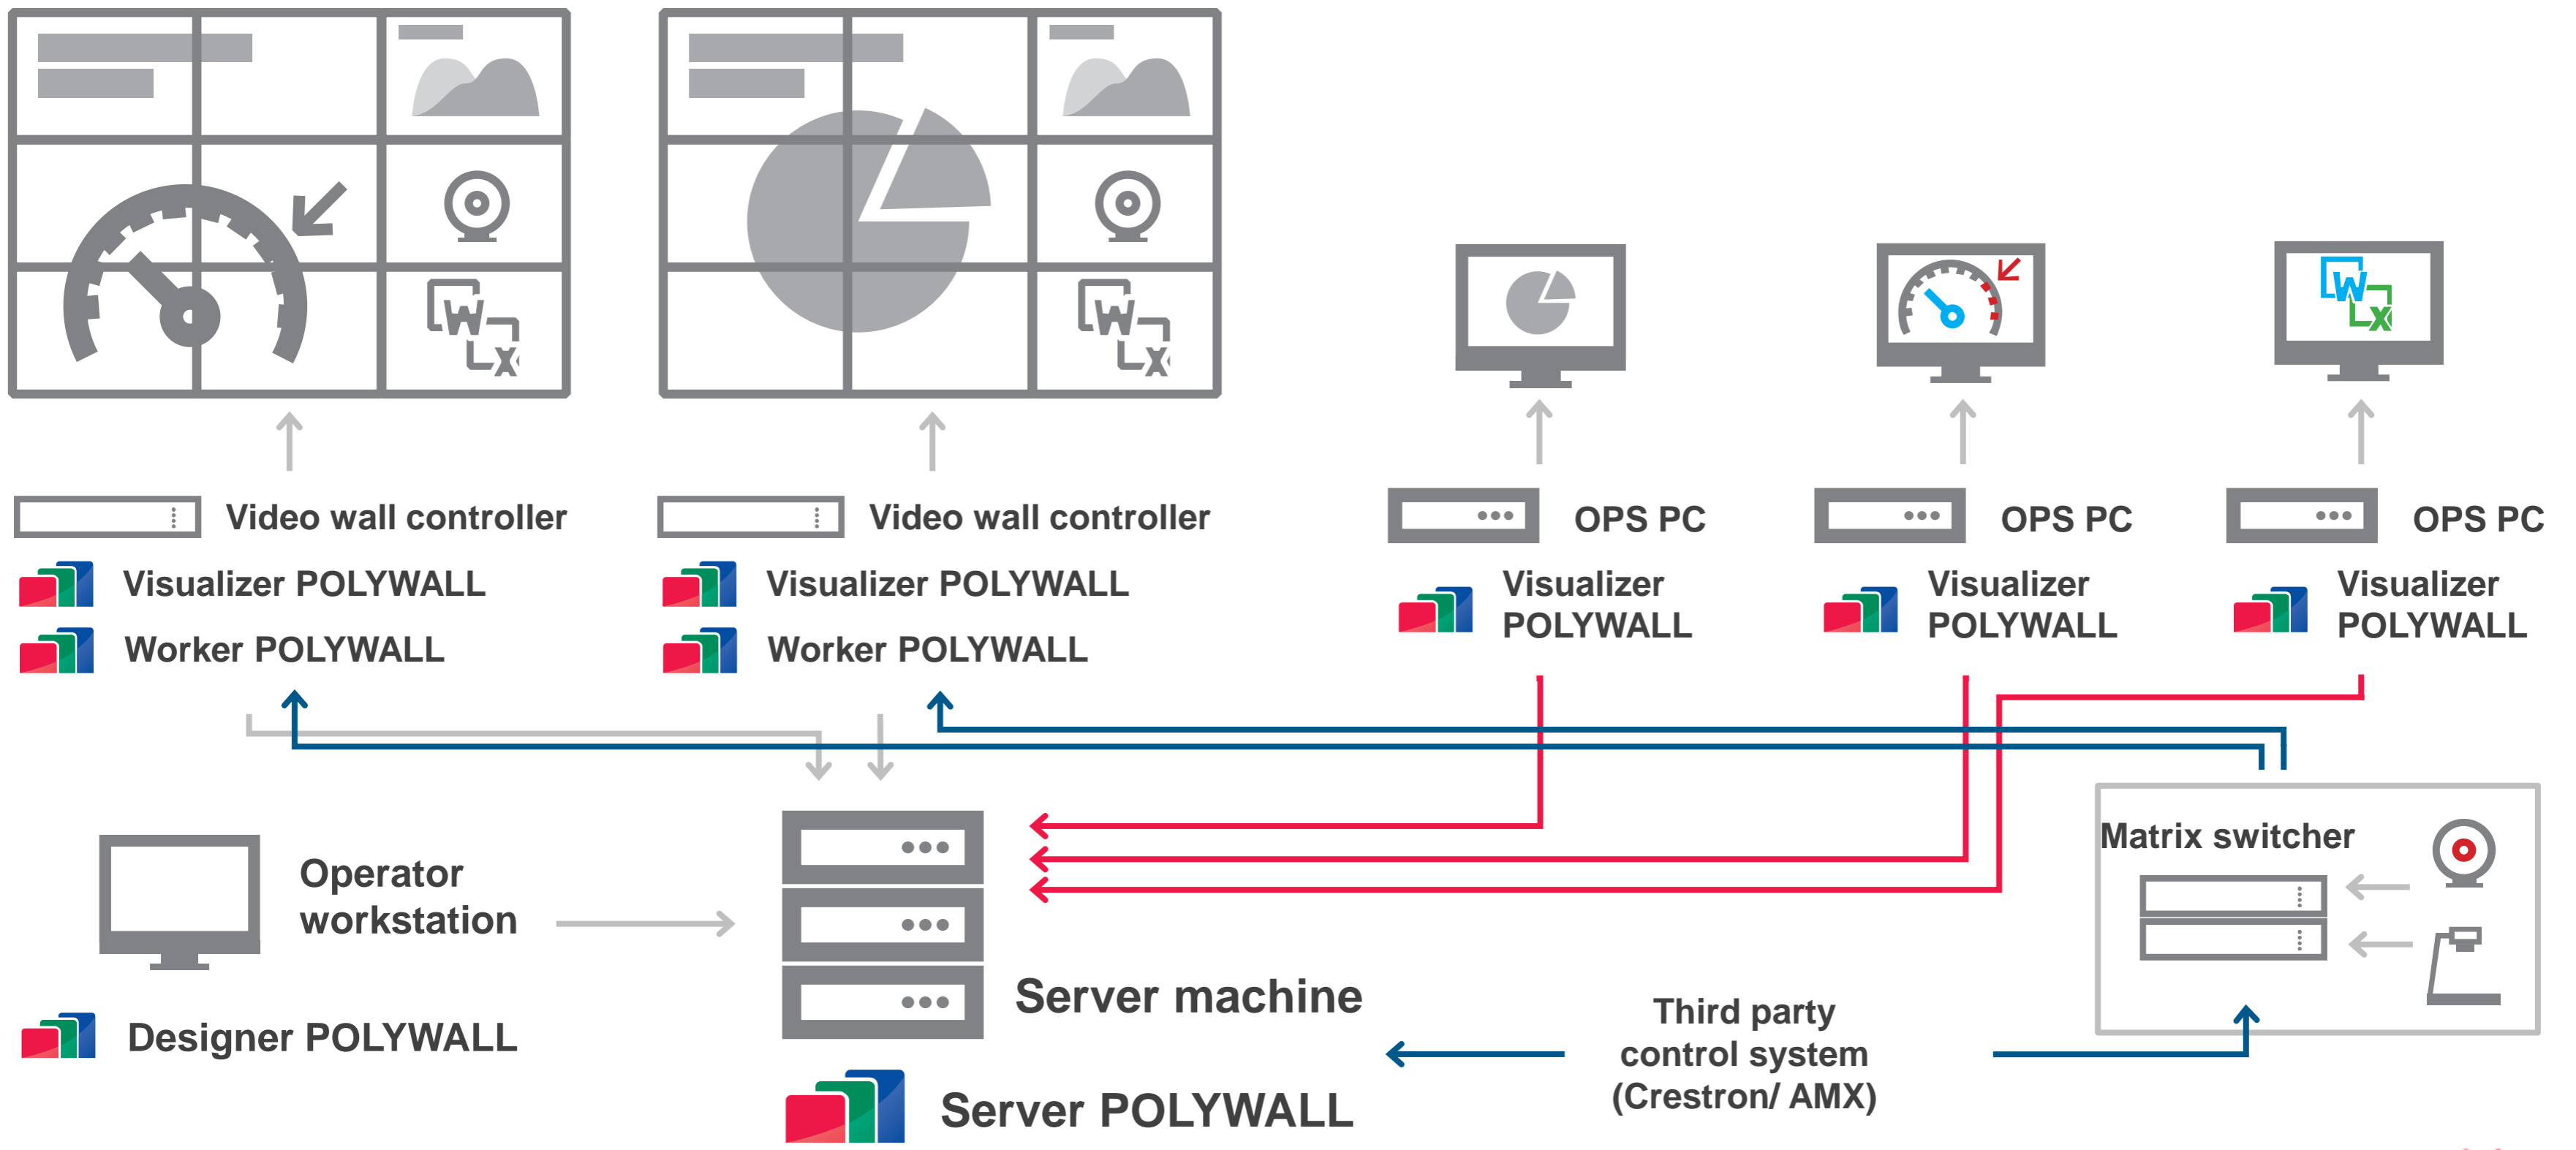 W
x
W
x
W
x
Video wall controller
Visualizer POLYWALL
Worker POLYWALL
Video wall controller
Visualizer POLYWALL
Worker POLYWALL
OPS PC
Visualizer
POLYWALL
OPS PC
Visualizer
POLYWALL
OPS PC
Visualizer
POLYWALL
Operator
workstation
Designer POLYWALL
Server machine
Server POLYWALL
Third party
control system
(Crestron/ AMX)
Matrix switcher